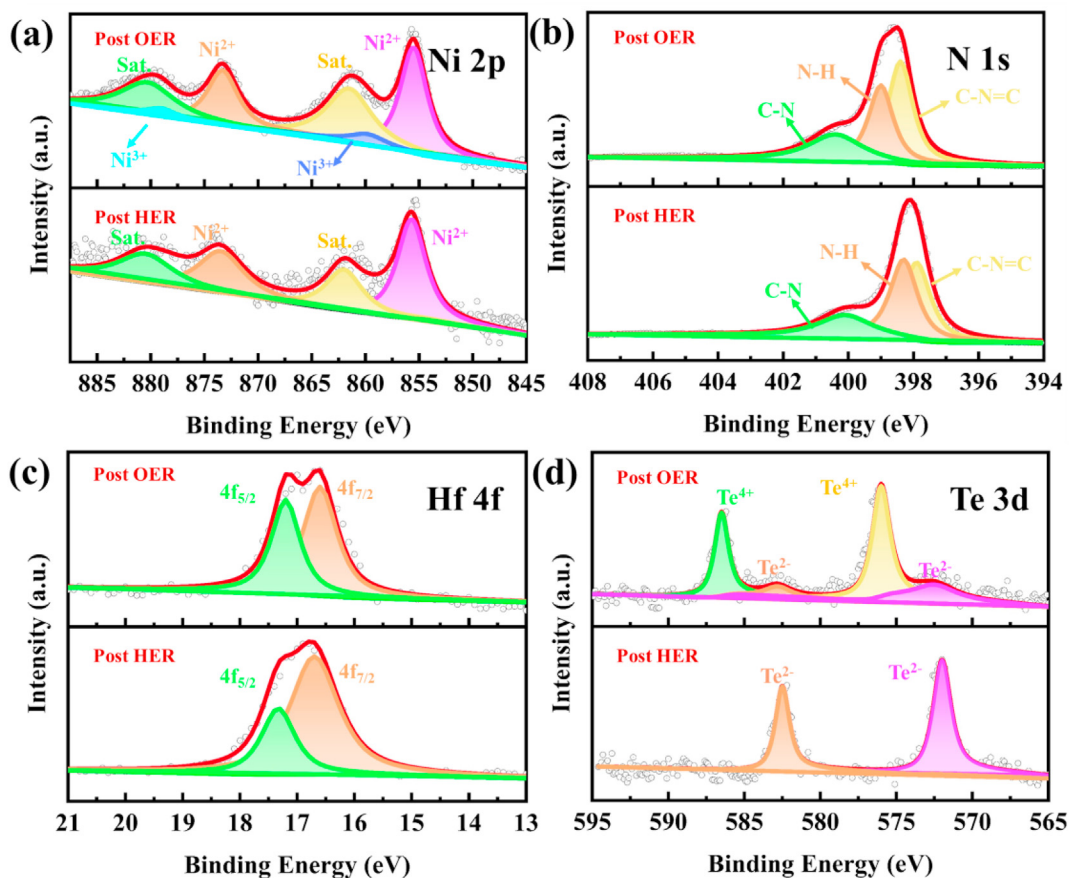 (a)
Post OER
Ni 2p
Sat.
Ni²⁺
Sat.
Ni²⁺
Ni³⁺
Ni³⁺
Post HER
Sat.
Ni²⁺
Sat.
Ni²⁺
Intensity (a.u.)
885 880 875 870 865 860 855 850 845
Binding Energy (eV)
(b)
Post OER
N 1s
N-H
C-N=C
C-N
Post HER
N-H
C-N=C
C-N
Intensity (a.u.)
408 406 404 402 400 398 396 394
Binding Energy (eV)
(c)
Post OER
Hf 4f
4f₅/₂
4f₇/₂
Post HER
4f₅/₂
4f₇/₂
Intensity (a.u.)
21 20 19 18 17 16 15 14 13
Binding Energy (eV)
(d)
Post OER
Te 3d
Te⁴⁺
Te⁴⁺
Te²⁻
Te²⁻
Post HER
Te²⁻
Te²⁻
Intensity (a.u.)
595 590 585 580 575 570 565
Binding Energy (eV)